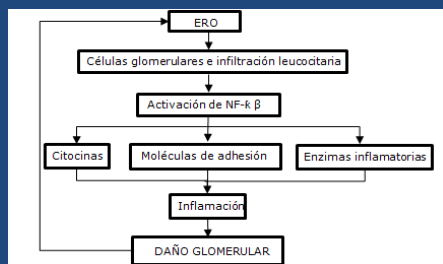 ERO
Células glomerulares e infiltración leucocitaria
Activación de NF-k β
Citocinas
Moléculas de adhesión
Enzimas inflamatorias
Inflamación
DAÑO GLOMERULAR